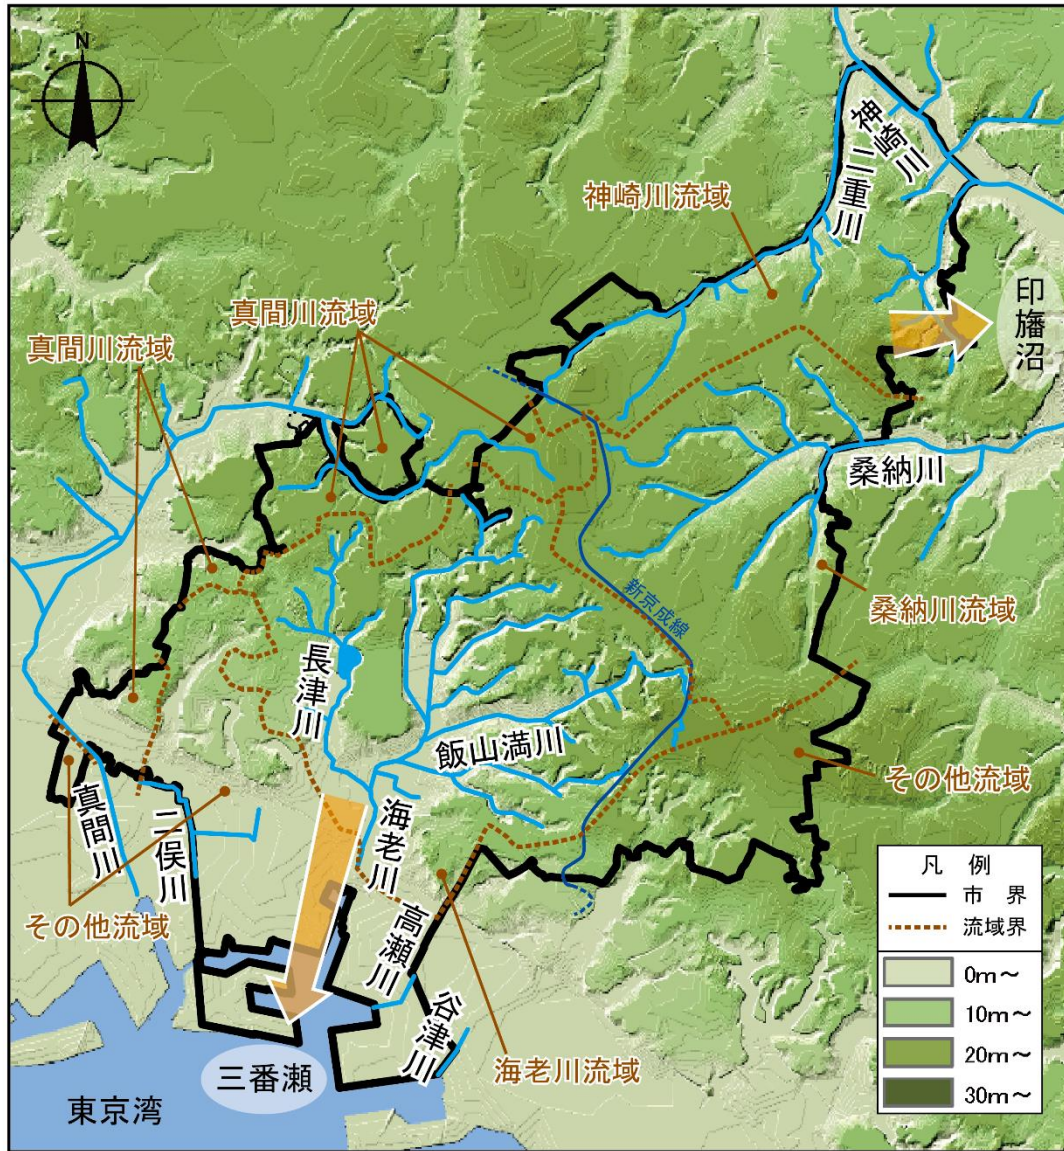 N
神崎川
二重川
神崎川流域
印旛沼
真間川流域
真間川流域
桑納川
新京成線
桑納川流域
長津川
飯山満川
その他流域
真間川
二俣川
海老川
その他流域
高瀬川
谷津川
海老川流域
三番瀬
東京湾
凡 例
市 界
流域界
0m～
10m～
20m～
30m～